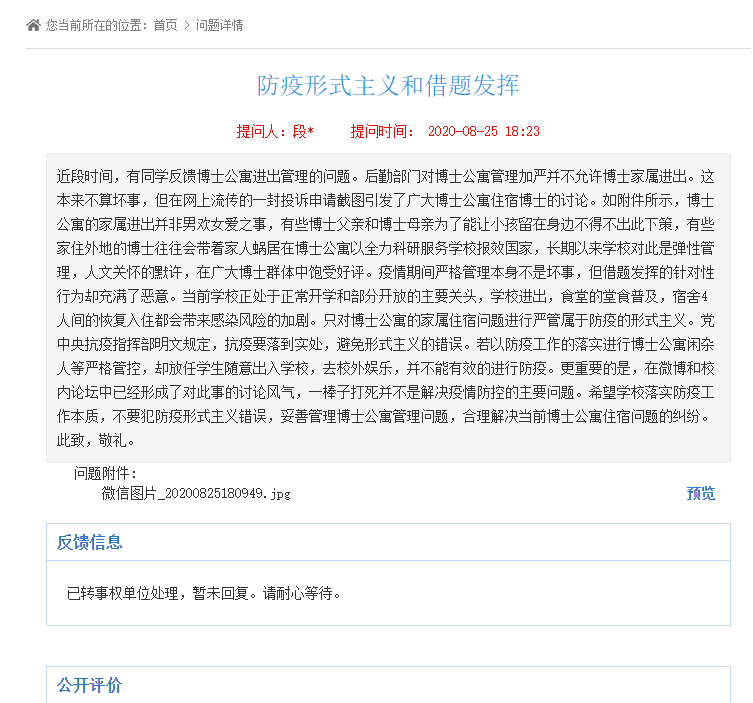 您当前所在的位置：首页 > 问题详情
防疫形式主义和借题发挥
提问人：段* 提问时间： 2020-08-25 18:23
近段时间，有同学反馈博士公寓进出管理的问题。后勤部门对博士公寓管理加严并不允许博士家属进出。这
本来不算坏事，但在网上流传的一封投诉申请截图引发了广大博士公寓住宿博士的讨论。如附件所示，博士
公寓的家属进出并非男欢女爱之事，有些博士父亲和博士母亲为了能让小孩留在身边不得不出此下策，有些
家住外地的博士往往会带着家人蜗居在博士公寓以全力科研服务学校报效国家，长期以来学校对此是弹性管
理，人文关怀的默许，在广大博士群体中饱受好评。疫情期间严格管理本身不是坏事，但借题发挥的针对性
行为却充满了恶意。当前学校正处于正常开学和部分开放的主要关头，学校进出，食堂的堂食普及，宿舍4
人间的恢复入住都会带来感染风险的加剧。只对博士公寓的家属住宿问题进行严管属于防疫的形式主义。党
中央抗疫指挥部明文规定，抗疫要落到实处，避免形式主义的错误。若以防疫工作的落实进行博士公寓闲杂
人等严格管控，却放任学生随意出入学校，去校外娱乐，并不能有效的进行防疫。更重要的是，在微博和校
内论坛中已经形成了对此事的讨论风气，一棒子打死并不是解决疫情防控的主要问题。希望学校落实防疫工
作本质，不要犯防疫形式主义错误，妥善管理博士公寓管理问题，合理解决当前博士公寓住宿问题的纠纷。
此致，敬礼。
问题附件：
微信图片_20200825180949.jpg 预览
反馈信息
已转事权单位处理，暂未回复。请耐心等待。
公开评价